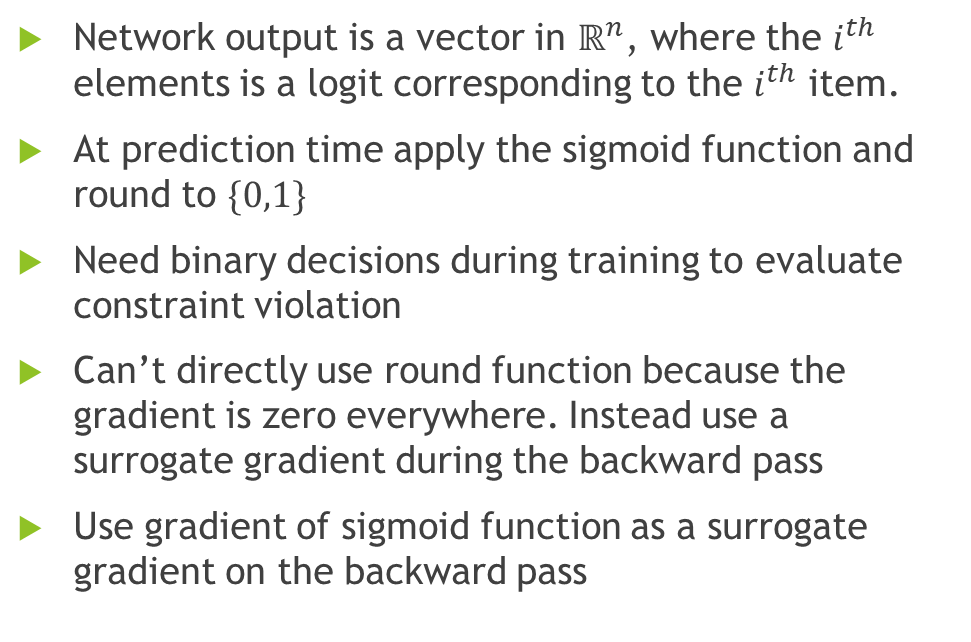 Network output is a vector in ℝⁿ, where the iᵗʰ
elements is a logit corresponding to the iᵗʰ item.
At prediction time apply the sigmoid function and
round to {0,1}
Need binary decisions during training to evaluate
constraint violation
Can’t directly use round function because the
gradient is zero everywhere. Instead use a
surrogate gradient during the backward pass
Use gradient of sigmoid function as a surrogate
gradient on the backward pass